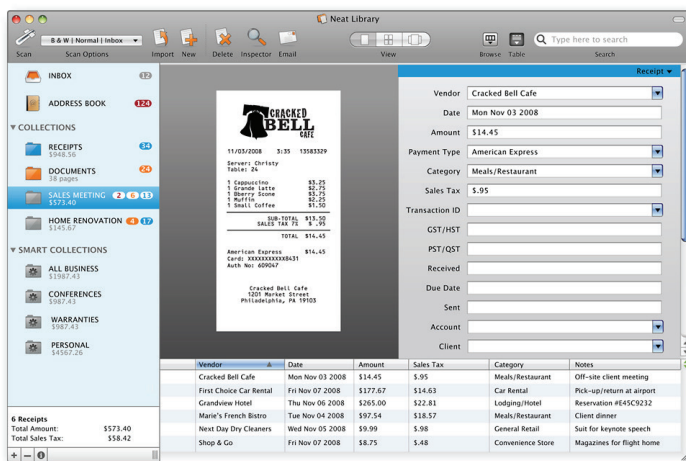 Neat Library
B & W | Normal | Inbox
Type here to search
Scan
Scan Options
Import
New
Delete
Inspector
Email
View
Browse
Table
Search
INBOX 12
ADDRESS BOOK 124
COLLECTIONS
RECEIPTS 34
$948.56
DOCUMENTS 24
38 pages
SALES MEETING 2 6 13
$573.40
HOME RENOVATION 4 17
$145.67
SMART COLLECTIONS
ALL BUSINESS
$1987.43
CONFERENCES
$987.43
WARRANTIES
$987.43
PERSONAL
$4567.26
6 Receipts
Total Amount: $573.40
Total Sales Tax: $58.42
CRACKED
BELL
CAFE
11/03/2008 3:35 13583329
Server: Christy
Table: 24
1 Cappuccino $3.25
1 Grande latte $2.75
1 Bberry Scone $3.75
1 Muffin $2.25
1 Small Coffee $1.50
SUB-TOTAL $13.50
SALES TAX 7% $ .95
TOTAL $14.45
American Express $14.45
Card: XXXXXXXXXXX8431
Auth No: 609047
Cracked Bell Cafe
1201 Market Street
Philadelphia, PA 19103
Receipt
Vendor Cracked Bell Cafe
Date Mon Nov 03 2008
Amount $14.45
Payment Type American Express
Category Meals/Restaurant
Sales Tax $.95
Transaction ID
GST/HST
PST/QST
Received
Due Date
Sent
Account
Client
Vendor Date Amount Sales Tax Category Notes
Cracked Bell Cafe Mon Nov 03 2008 $14.45 $.95 Meals/Restaurant Off-site client meeting
First Choice Car Rental Fri Nov 07 2008 $177.67 $14.63 Car Rental Pick-up/return at airport
Grandview Hotel Thu Nov 06 2008 $265.00 $22.81 Lodging/Hotel Reservation #E45C9232
Marie's French Bistro Tue Nov 04 2008 $97.54 $18.57 Meals/Restaurant Client dinner
Next Day Dry Cleaners Wed Nov 05 2008 $9.99 $.98 General Retail Suit for keynote speech
Shop & Go Fri Nov 07 2008 $8.75 $.48 Convenience Store Magazines for flight home